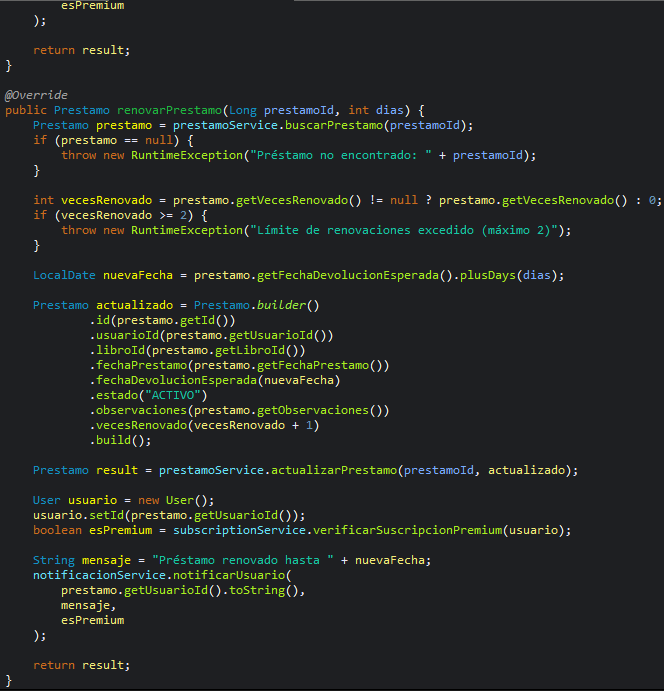 esPremium
);
return result;
}
@Override
public Prestamo renovarPrestamo(Long prestamoId, int dias) {
Prestamo prestamo = prestamoService.buscarPrestamo(prestamoId);
if (prestamo == null) {
throw new RuntimeException("Préstamo no encontrado: " + prestamoId);
}
int vecesRenovado = prestamo.getVecesRenovado() != null ? prestamo.getVecesRenovado() : 0;
if (vecesRenovado >= 2) {
throw new RuntimeException("Límite de renovaciones excedido (máximo 2)");
}
LocalDate nuevaFecha = prestamo.getFechaDevolucionEsperada().plusDays(dias);
Prestamo actualizado = Prestamo.builder()
.id(prestamo.getId())
.usuarioId(prestamo.getUsuarioId())
.libroId(prestamo.getLibroId())
.fechaPrestamo(prestamo.getFechaPrestamo())
.fechaDevolucionEsperada(nuevaFecha)
.estado("ACTIVO")
.observaciones(prestamo.getObservaciones())
.vecesRenovado(vecesRenovado + 1)
.build();
Prestamo result = prestamoService.actualizarPrestamo(prestamoId, actualizado);
User usuario = new User();
usuario.setId(prestamo.getUsuarioId());
boolean esPremium = subscriptionService.verificarSuscripcionPremium(usuario);
String mensaje = "Préstamo renovado hasta " + nuevaFecha;
notificacionService.notificarUsuario(
prestamo.getUsuarioId().toString(),
mensaje,
esPremium
);
return result;
}